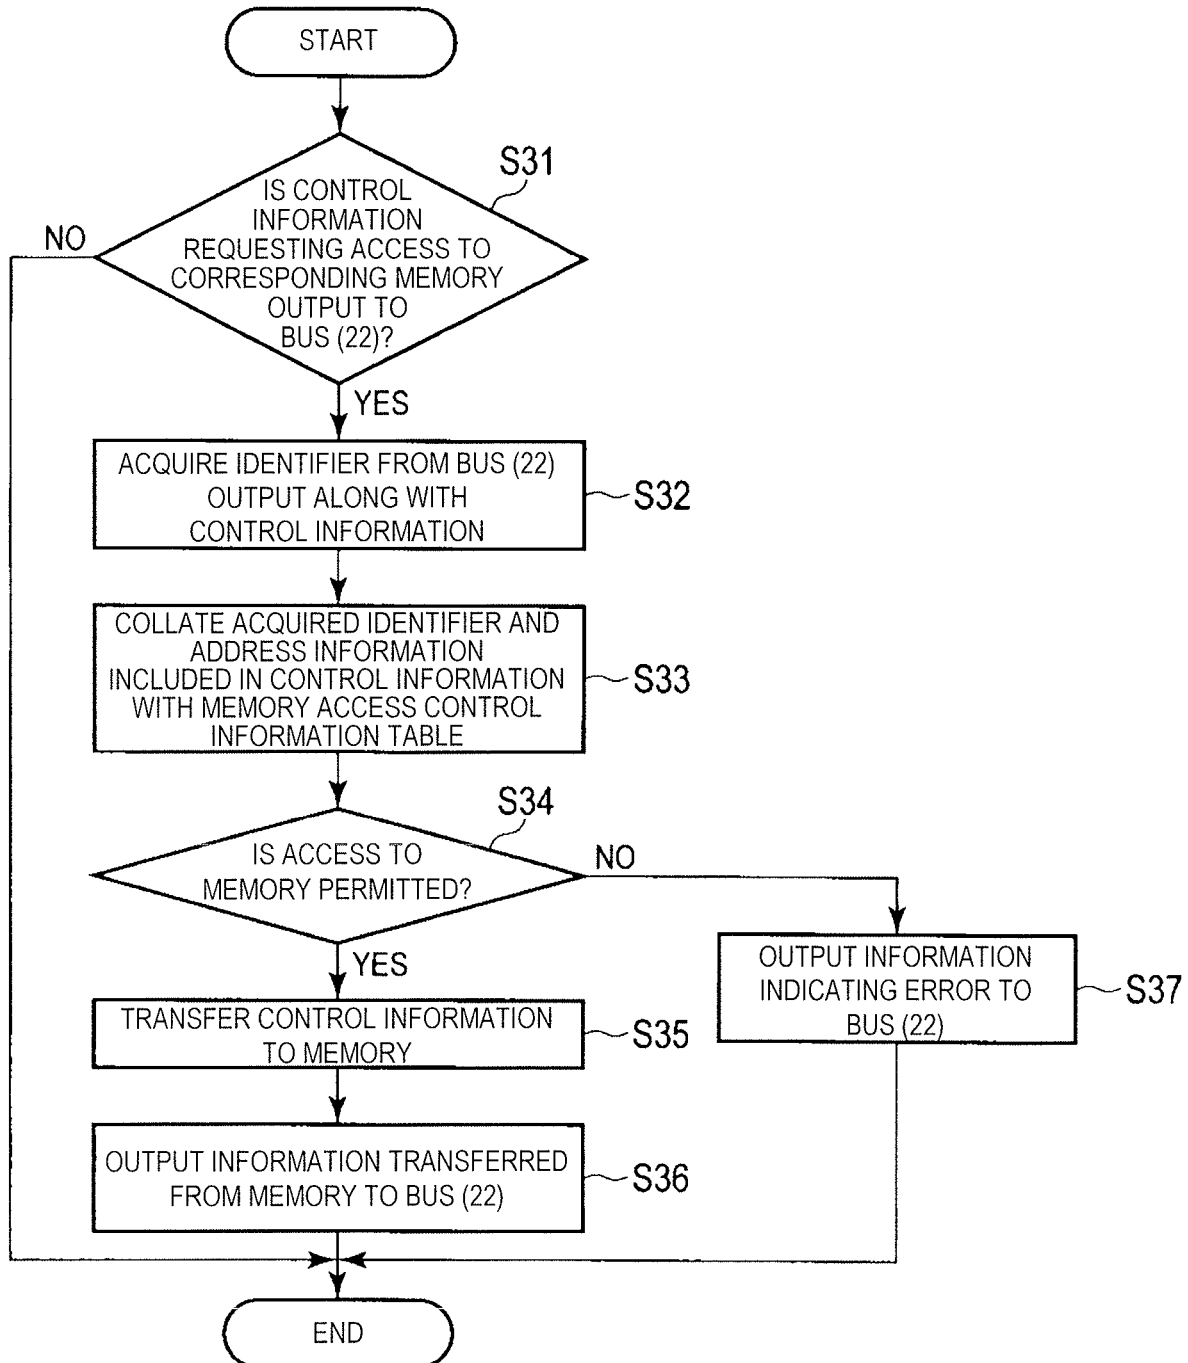 START
S31
IS CONTROL
INFORMATION
REQUESTING ACCESS TO
CORRESPONDING MEMORY
OUTPUT TO
BUS (22)?
NO
YES
ACQUIRE IDENTIFIER FROM BUS (22)
OUTPUT ALONG WITH
CONTROL INFORMATION
S32
COLLATE ACQUIRED IDENTIFIER AND
ADDRESS INFORMATION
INCLUDED IN CONTROL INFORMATION
WITH MEMORY ACCESS CONTROL
INFORMATION TABLE
S33
S34
IS ACCESS TO
MEMORY PERMITTED?
NO
YES
OUTPUT INFORMATION
INDICATING ERROR TO
BUS (22)
S37
TRANSFER CONTROL INFORMATION
TO MEMORY
S35
OUTPUT INFORMATION TRANSFERRED
FROM MEMORY TO BUS (22)
S36
END